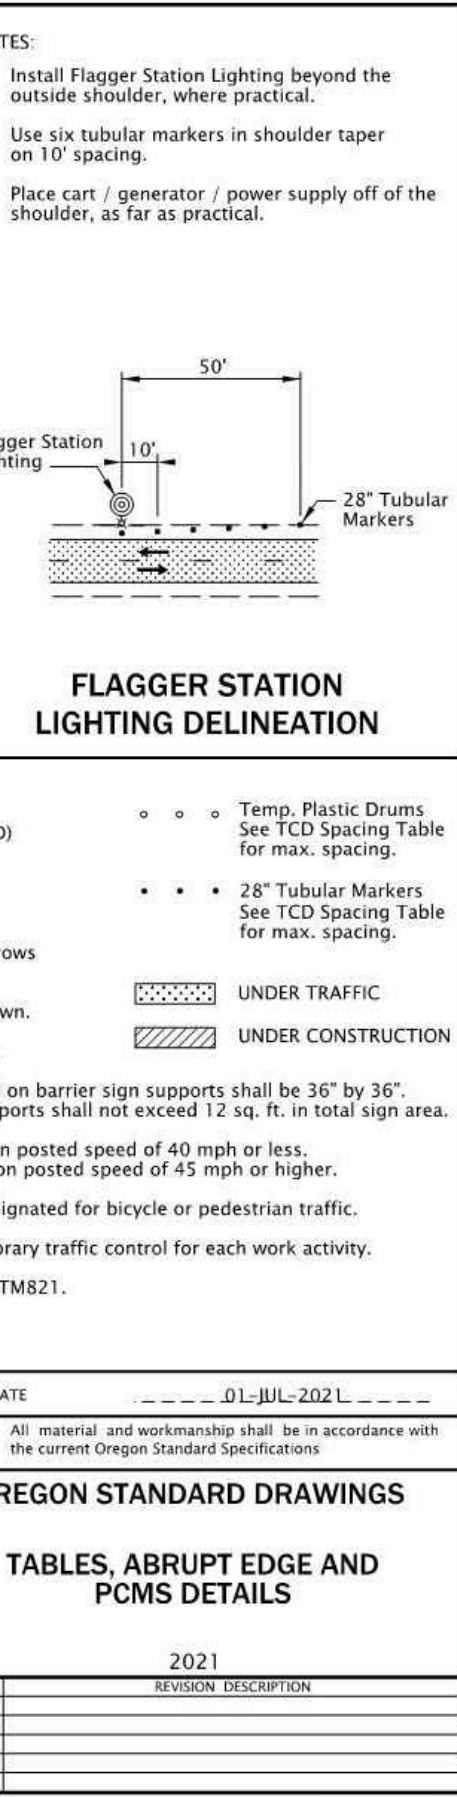 TES:
Install Flagger Station Lighting beyond the
outside shoulder, where practical.
Use six tubular markers in shoulder taper
on 10' spacing.
Place cart / generator / power supply off of the
shoulder, as far as practical.
50'
gger Station
hting
10'
28" Tubular
Markers
FLAGGER STATION
LIGHTING DELINEATION
Temp. Plastic Drums
See TCD Spacing Table
for max. spacing.
D)
28" Tubular Markers
See TCD Spacing Table
for max. spacing.
ows
UNDER TRAFFIC
wn.
UNDER CONSTRUCTION
on barrier sign supports shall be 36" by 36".
ports shall not exceed 12 sq. ft. in total sign area.
n posted speed of 40 mph or less.
on posted speed of 45 mph or higher.
ignated for bicycle or pedestrian traffic.
orary traffic control for each work activity.
TM821.
ATE 01-JUL-2021
All material and workmanship shall be in accordance with
the current Oregon Standard Specifications
REGON STANDARD DRAWINGS
TABLES, ABRUPT EDGE AND
PCMS DETAILS
2021
REVISION DESCRIPTION